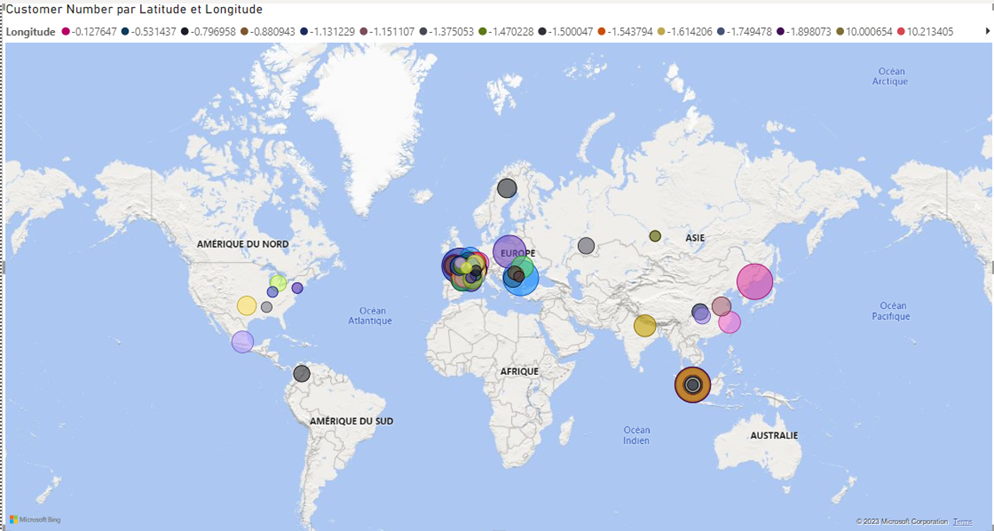 Customer Number par Latitude et Longitude
Longitude -0.127647 -0.531437 -0.796958 -0.880943 -1.131229 -1.151107 -1.375053 -1.470228 -1.500047 -1.543794 -1.614206 -1.749478 -1.898073 10.000654 10.213405
Océan
Arctique
AMÉRIQUE DU NORD
ASIE
EUROPE
Océan
Atlantique
Océan
Pacifique
AFRIQUE
AMÉRIQUE DU SUD
Océan
Indien
AUSTRALIE
Microsoft Bing
© 2023 Microsoft Corporation Terms